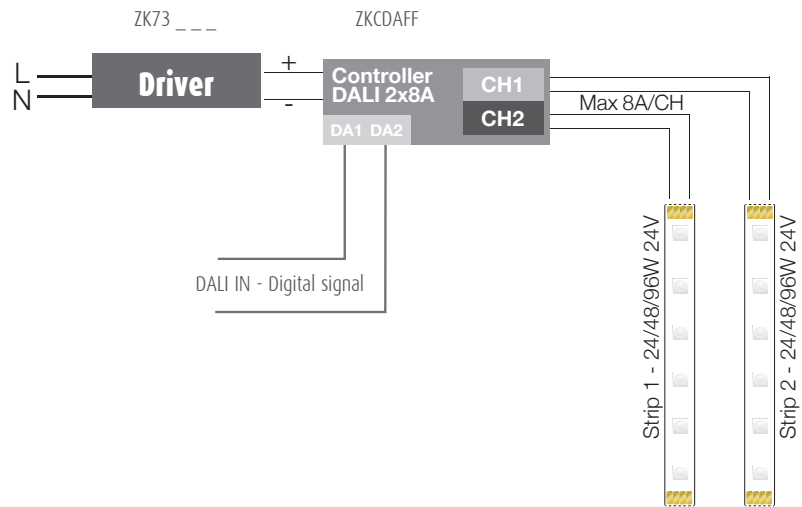 ZK73 _ _ _
ZKCDAFF
L
N
Driver
+
-
Controller
DALI 2x8A
CH1
CH2
DA1 DA2
Max 8A/CH
DALI IN - Digital signal
Strip 1 - 24/48/96W 24V
Strip 2 - 24/48/96W 24V